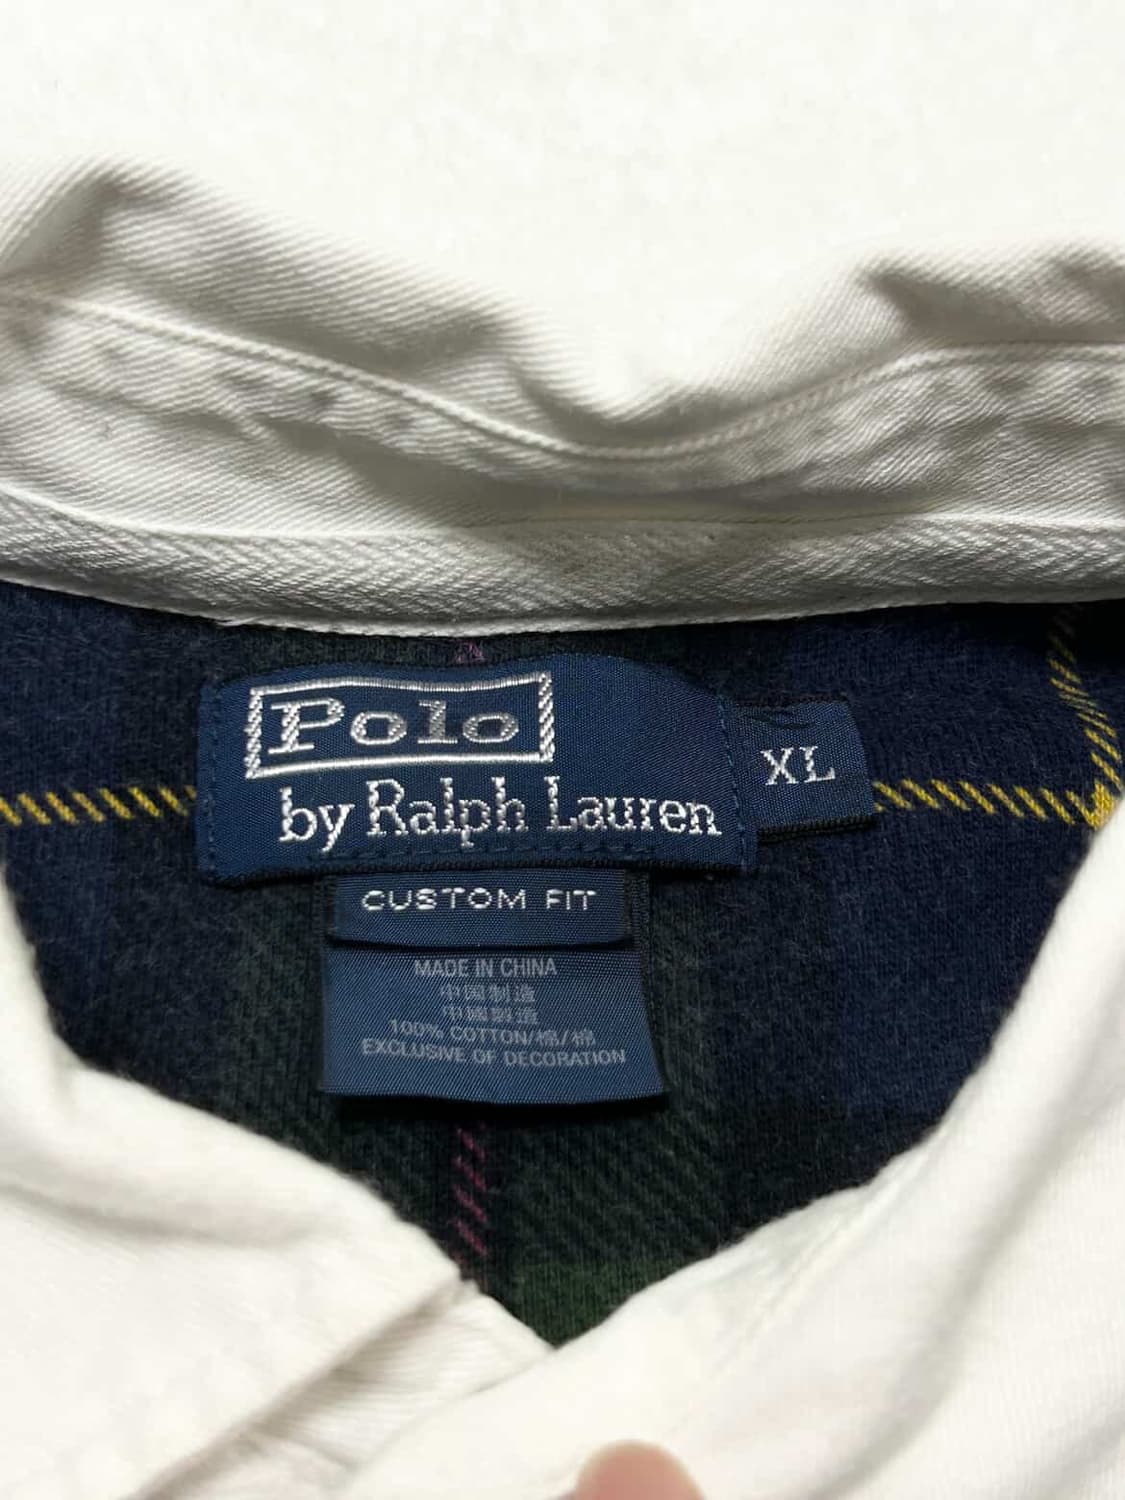 Polo
by Ralph Lauren
XL
CUSTOM FIT
MADE IN CHINA
中国制造
中國製造
100% COTTON/棉/棉
EXCLUSIVE OF DECORATION